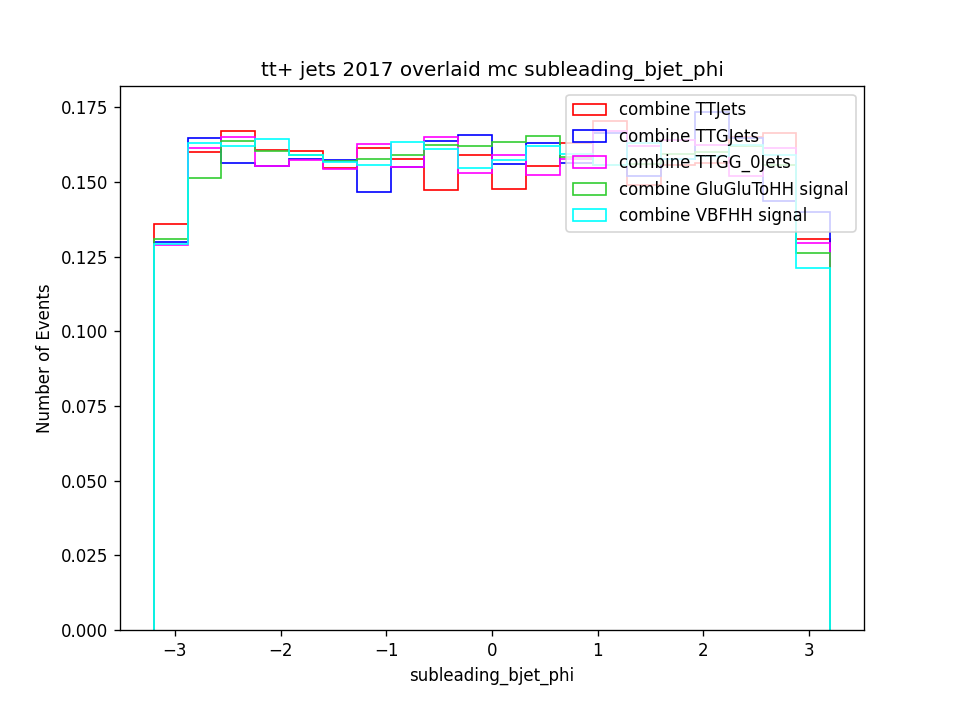 tt+ jets 2017 overlaid mc subleading_bjet_phi
combine TTJets
combine TTGJets
combine TTGG_0Jets
combine GluGluToHH signal
combine VBFHH signal
Number of Events
0.175
0.150
0.125
0.100
0.075
0.050
0.025
0.000
−3 −2 −1 0 1 2 3
subleading_bjet_phi